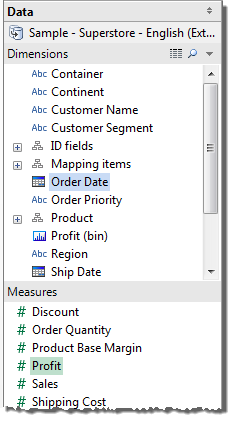 Data
Sample - Superstore - English (Ext...
Dimensions
Abc Container
Abc Continent
Abc Customer Name
Abc Customer Segment
ID fields
Mapping items
Order Date
Abc Order Priority
Product
Profit (bin)
Abc Region
Ship Date
Measures
# Discount
# Order Quantity
# Product Base Margin
# Profit
# Sales
# Shipping Cost